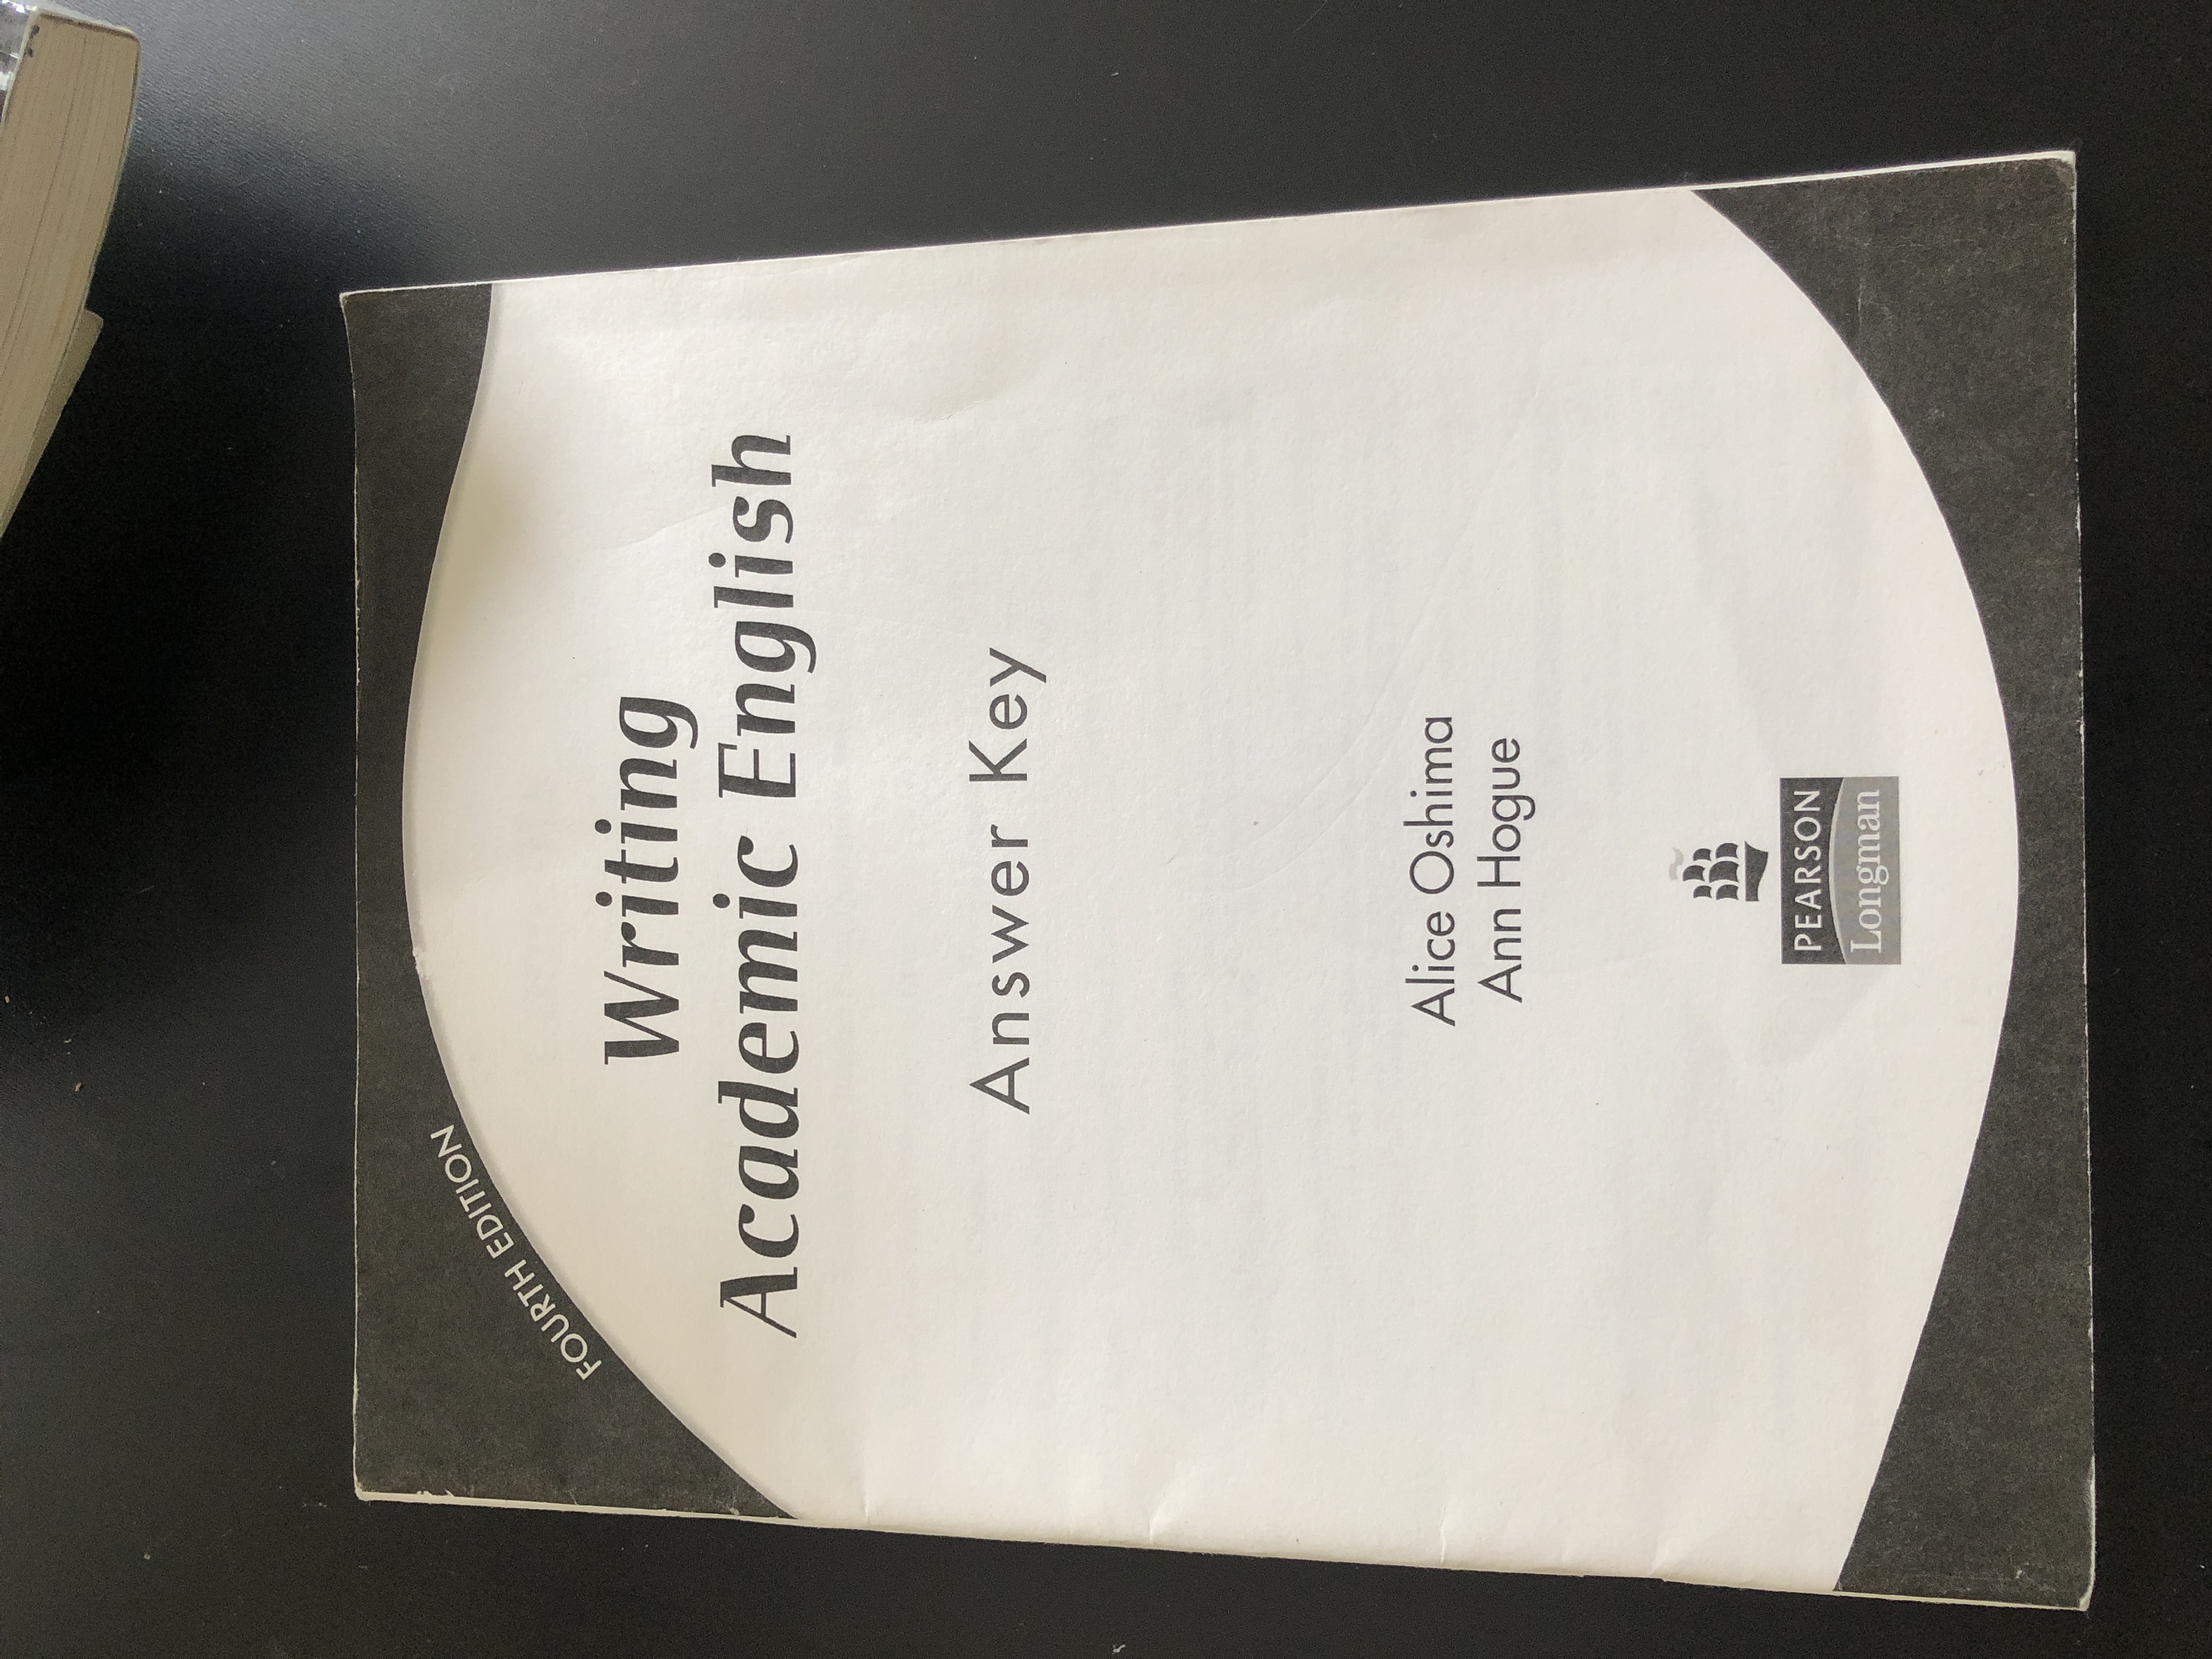 FOURTH EDITION
Writing
Academic English
Answer Key
Alice Oshima
Ann Hogue
PEARSON
Longman